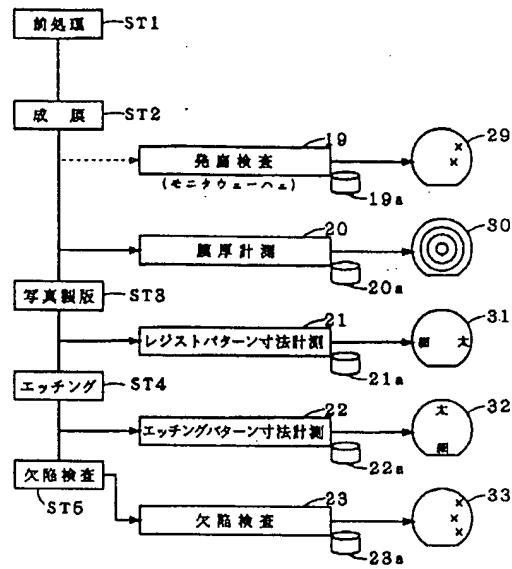 前処理 ST1
成膜 ST2
19
発塵検査
(モニタウェーハ)
19a
29
20
膜厚計測
20a
30
写真製版 ST3
21
レジストパターン寸法計測
21a
細 太
31
エッチング ST4
22
エッチングパターン寸法計測
22a
太
細
32
欠陥検査
ST5
23
欠陥検査
23a
33